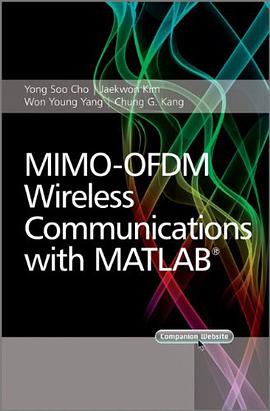 Yong Soo Cho | Jaekwon Kim
Won Young Yang | Chung G. Kang
MIMO-OFDM
Wireless
Communications
with MATLAB®
Companion Website